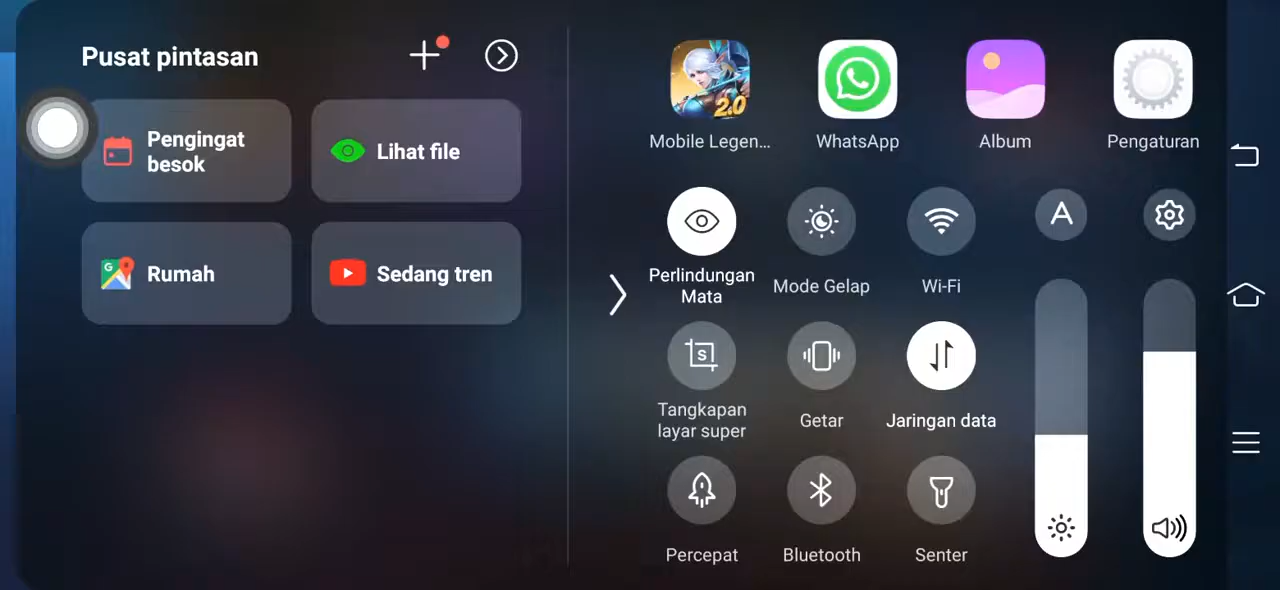 Pusat pintasan
Pengingat
besok
Lihat file
Rumah
Sedang tren
2.0
Mobile Legen...
WhatsApp
Album
Pengaturan
A
Perlindungan
Mata
Mode Gelap
Wi-Fi
S
Tangkapan
layar super
Getar
Jaringan data
Percepat
Bluetooth
Senter